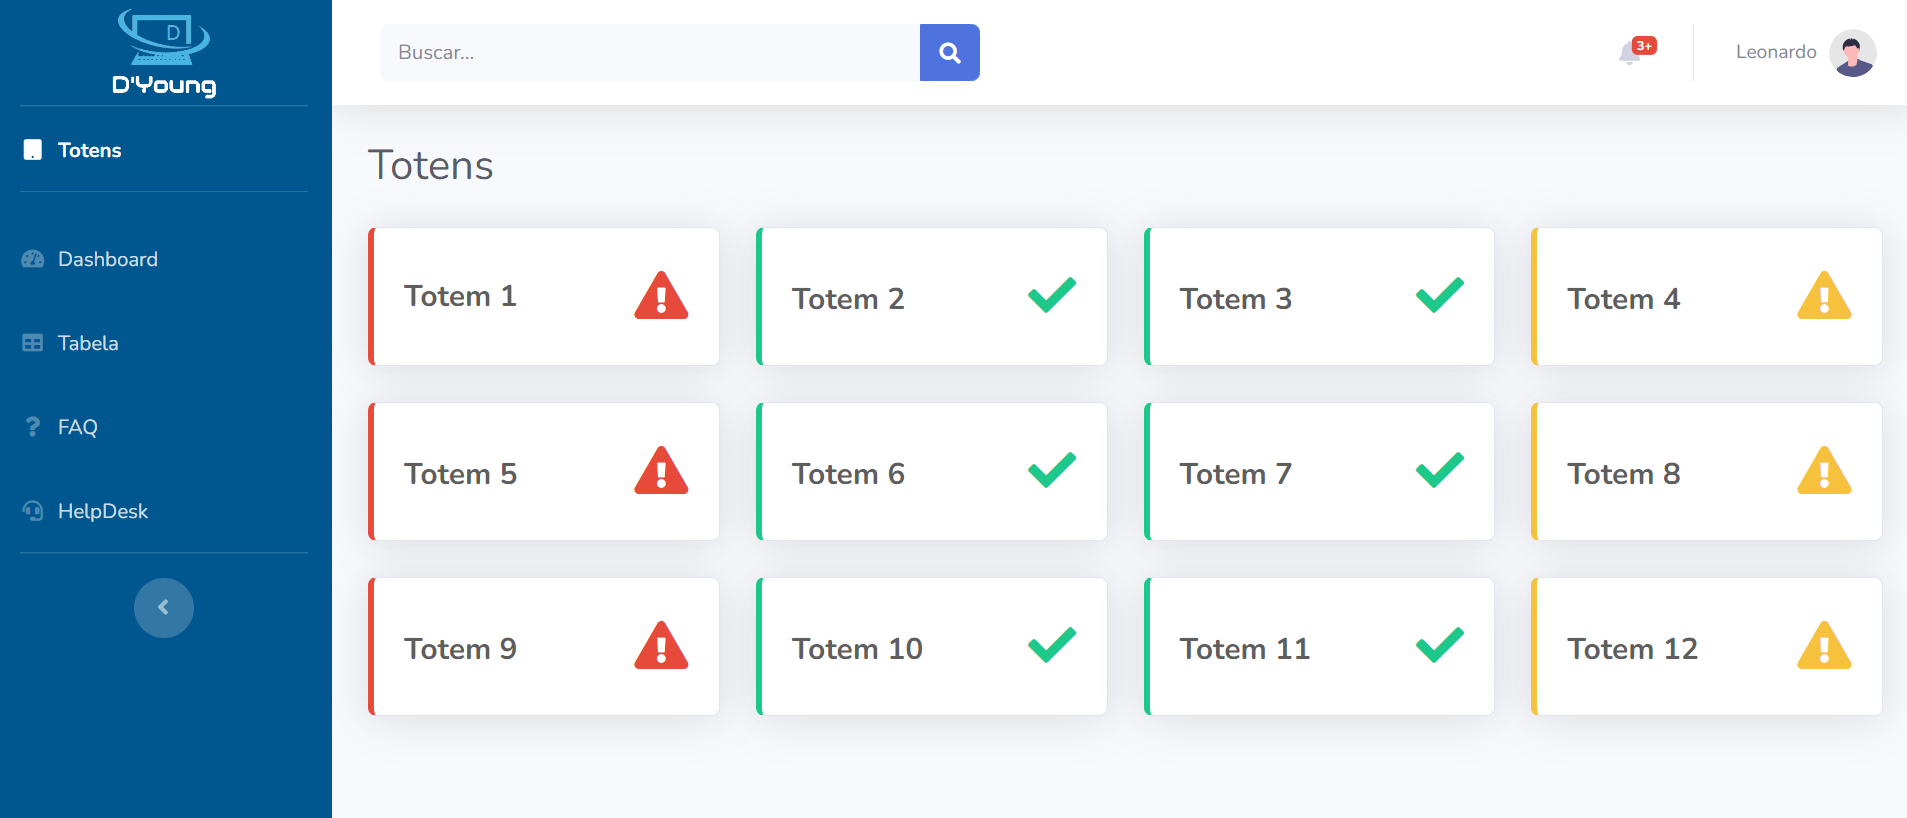 D
D'Young
Totens
Dashboard
Tabela
FAQ
HelpDesk
Buscar...
3+
Leonardo
Totens
Totem 1
Totem 2
Totem 3
Totem 4
Totem 5
Totem 6
Totem 7
Totem 8
Totem 9
Totem 10
Totem 11
Totem 12